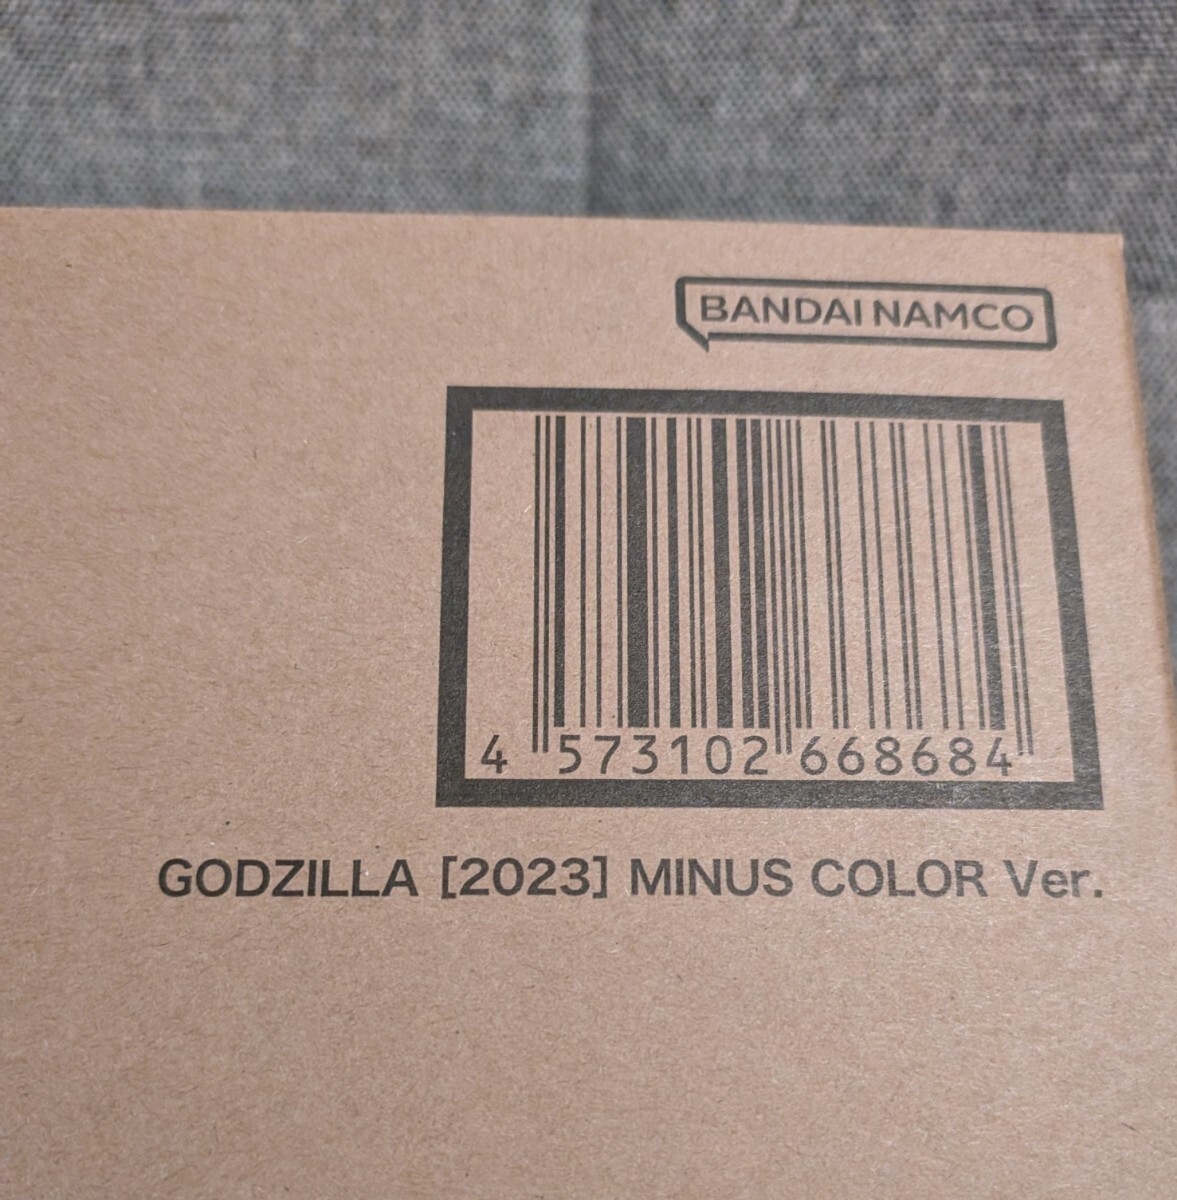 BANDAI NAMCO
4 573102 668684
GODZILLA [2023] MINUS COLOR Ver.